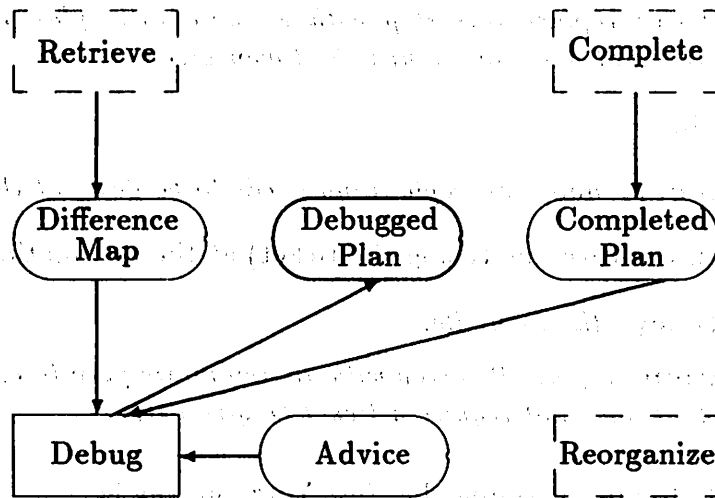 Retrieve
Complete
Difference
Map
Debugged
Plan
Completed
Plan
Debug
Advice
Reorganize